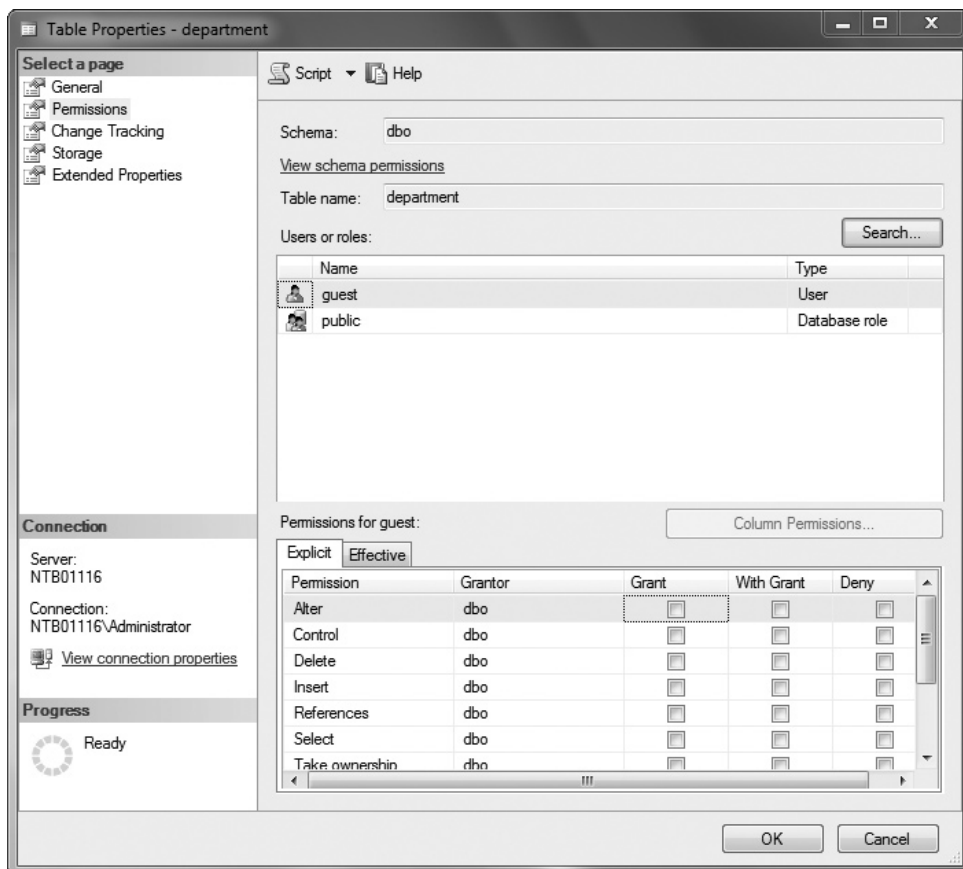 Table Properties - department
Select a page
General
Permissions
Change Tracking
Storage
Extended Properties
Script Help
Schema: dbo
View schema permissions
Table name: department
Users or roles: Search...
Name Type
guest User
public Database role
Connection
Server:
NTB01116
Connection:
NTB01116\Administrator
View connection properties
Progress
Ready
Permissions for guest: Column Permissions...
Explicit Effective
Permission Grantor Grant With Grant Deny
Alter dbo
Control dbo
Delete dbo
Insert dbo
References dbo
Select dbo
Take ownership dbo
OK Cancel